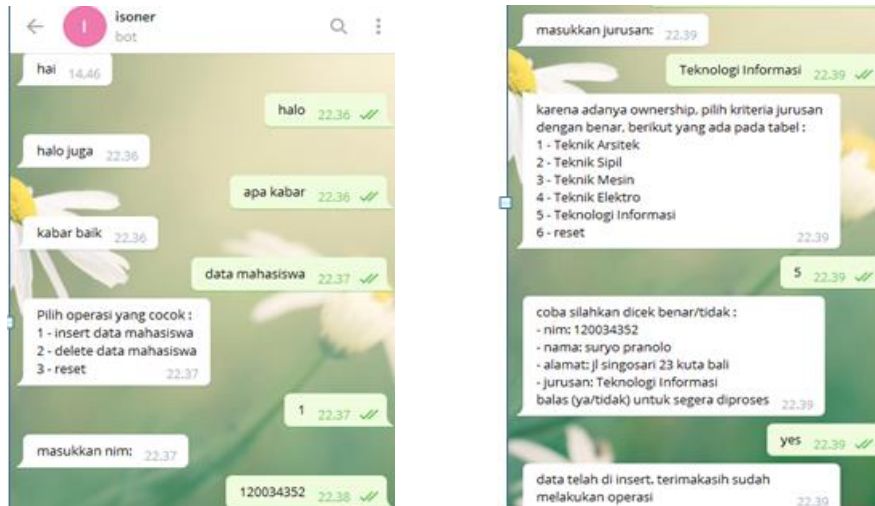 I
isoner
bot
hai 14.46
halo 22.36
halo juga 22.36
apa kabar 22.36
kabar baik 22.36
data mahasiswa 22.37
Pilih operasi yang cocok :
1 - insert data mahasiswa
2 - delete data mahasiswa
3 - reset 22.37
1 22.37
masukkan nim: 22.37
120034352 22.38
masukkan jurusan: 22.39
Teknologi Informasi 22.39
karena adanya ownership, pilih kriteria jurusan
dengan benar, berikut yang ada pada tabel :
1 - Teknik Arsitek
2 - Teknik Sipil
3 - Teknik Mesin
4 - Teknik Elektro
5 - Teknologi Informasi
6 - reset 22.39
5 22.39
coba silahkan dicek benar/tidak :
- nim: 120034352
- nama: suryo pranolo
- alamat: jl singosari 23 kuta bali
- jurusan: Teknologi Informasi
balas (ya/tidak) untuk segera diproses 22.39
yes 22.39
data telah di insert, terimakasih sudah
melakukan operasi 22.39